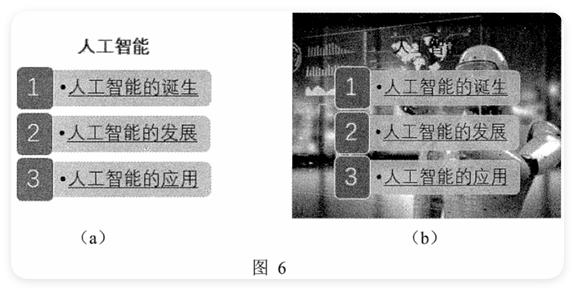 人工智能
1 •人工智能的诞生
2 •人工智能的发展
3 •人工智能的应用
(a)
人工智能
1 •人工智能的诞生
2 •人工智能的发展
3 •人工智能的应用
(b)
图 6